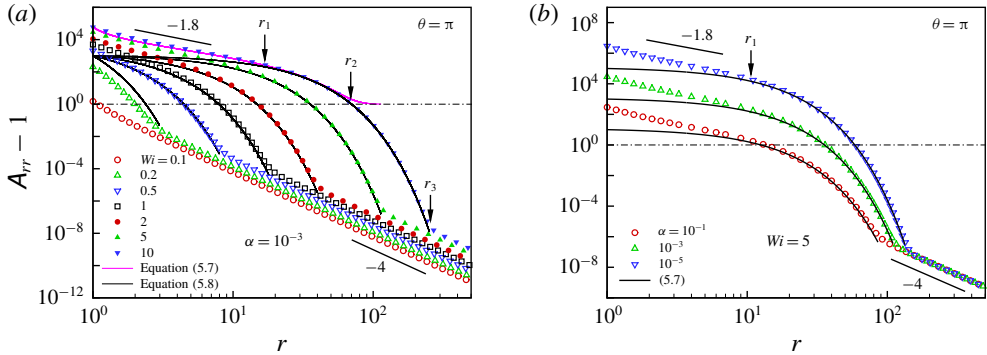 (a)
−1.8
r1
θ = π
10^4
r2
10^0
A_rr − 1
10^−4
Wi = 0.1
0.2
0.5
1
2
5
10
Equation (5.7)
Equation (5.8)
r3
10^−8
α = 10^−3
−4
10^−12
10^0
10^1
10^2
r
(b)
−1.8
r1
θ = π
10^8
10^4
10^0
10^−4
10^−8
α = 10^−1
10^−3
10^−5
(5.7)
Wi = 5
−4
10^0
10^1
10^2
r